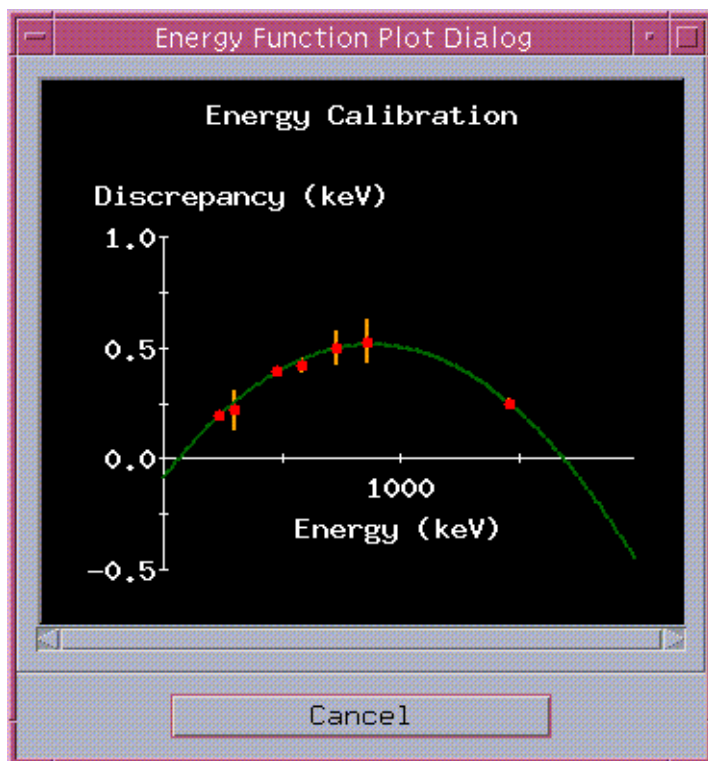 Energy Function Plot Dialog
Energy Calibration
Discrepancy (keV)
1.0
0.5
0.0
1000
Energy (keV)
-0.5
Cancel